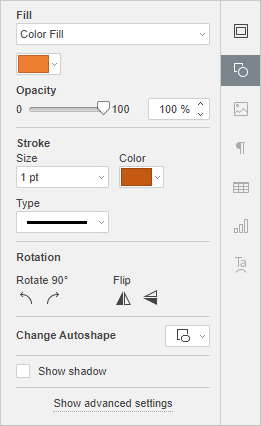 Fill
Color Fill
Opacity
0 100 100 %
Stroke
Size Color
1 pt
Type
Rotation
Rotate 90° Flip
Change Autoshape
Show shadow
Show advanced settings
¶
Ta